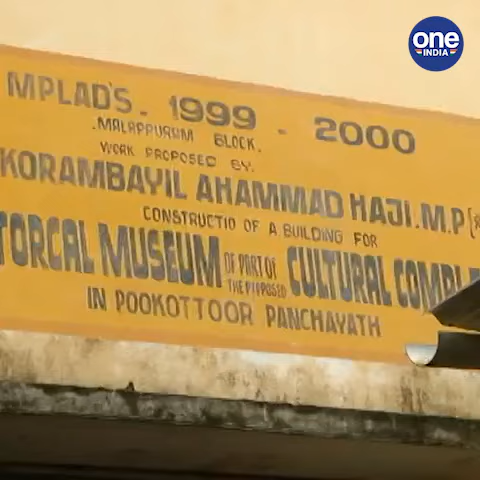 one
INDIA
MPLAD'S. 1999 - 2000
.MALAPPURAM BLOCK.
WORK PROPOSED BY.
KORAMBAYIL AHAMMAD HAJI.M.P
CONSTRUCTIO OF A BUILDING FOR
TORCAL MUSEUM OF PART OF THE PROPOSED CULTURAL COMPLE
IN POOKOTTOOR PANCHAYATH